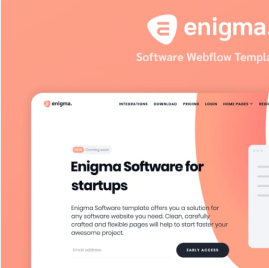 enigma.
Software Webflow Templ
enigma.
INTEGRATIONS DOWNLOAD PRICING LOGIN HOME PAGES
Coming soon!
Enigma Software for
startups
Enigma Software template offers you a solution for
any software website you need. Clean, carefully
crafted and flexible pages will help to start faster your
awesome project.
Email address
EARLY ACCESS